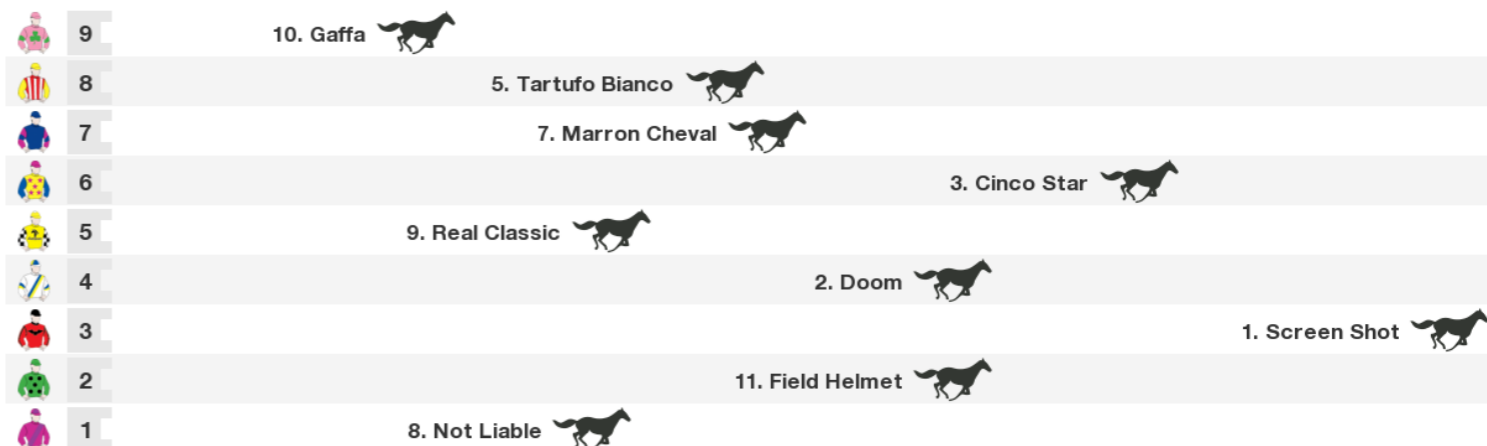 9 10. Gaffa
8 5. Tartufo Bianco
7 7. Marron Cheval
6 3. Cinco Star
5 9. Real Classic
4 2. Doom
3 1. Screen Shot
2 11. Field Helmet
1 8. Not Liable